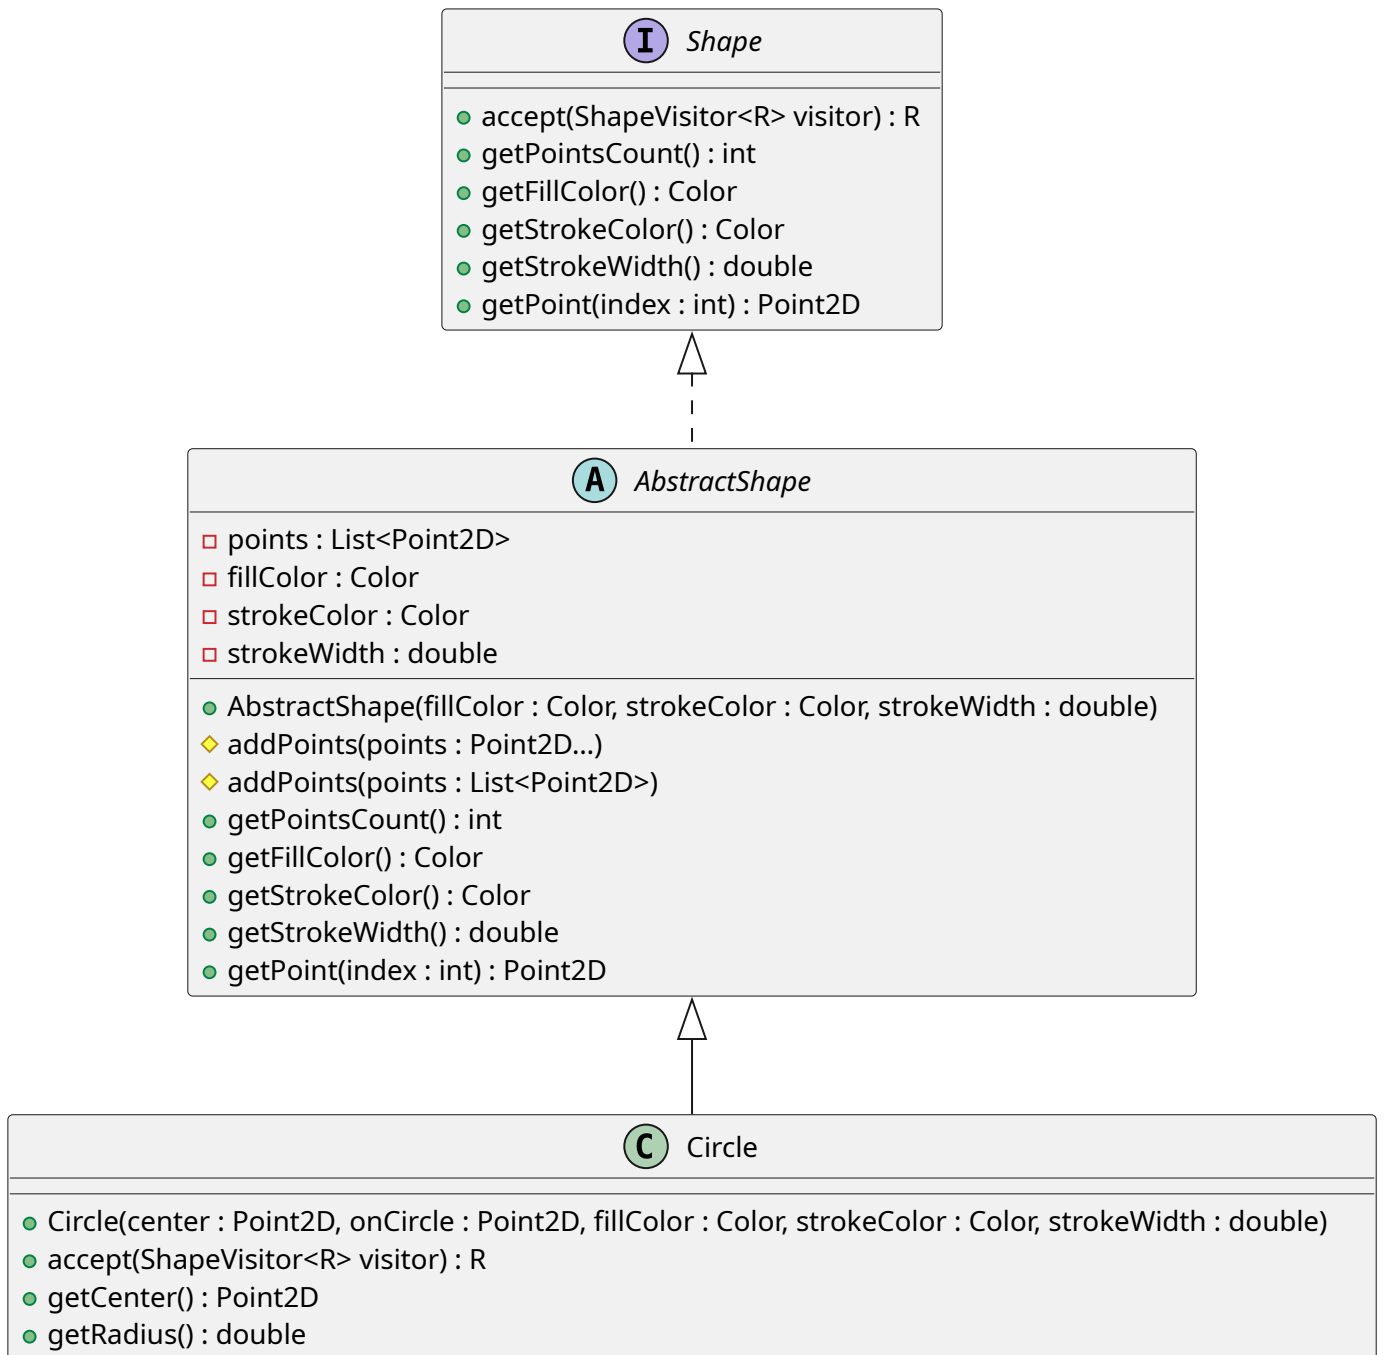 I Shape
accept(ShapeVisitor<R> visitor) : R
getPointsCount() : int
getFillColor() : Color
getStrokeColor() : Color
getStrokeWidth() : double
getPoint(index : int) : Point2D
A AbstractShape
points : List<Point2D>
fillColor : Color
strokeColor : Color
strokeWidth : double
AbstractShape(fillColor : Color, strokeColor : Color, strokeWidth : double)
addPoints(points : Point2D...)
addPoints(points : List<Point2D>)
getPointsCount() : int
getFillColor() : Color
getStrokeColor() : Color
getStrokeWidth() : double
getPoint(index : int) : Point2D
C Circle
Circle(center : Point2D, onCircle : Point2D, fillColor : Color, strokeColor : Color, strokeWidth : double)
accept(ShapeVisitor<R> visitor) : R
getCenter() : Point2D
getRadius() : double